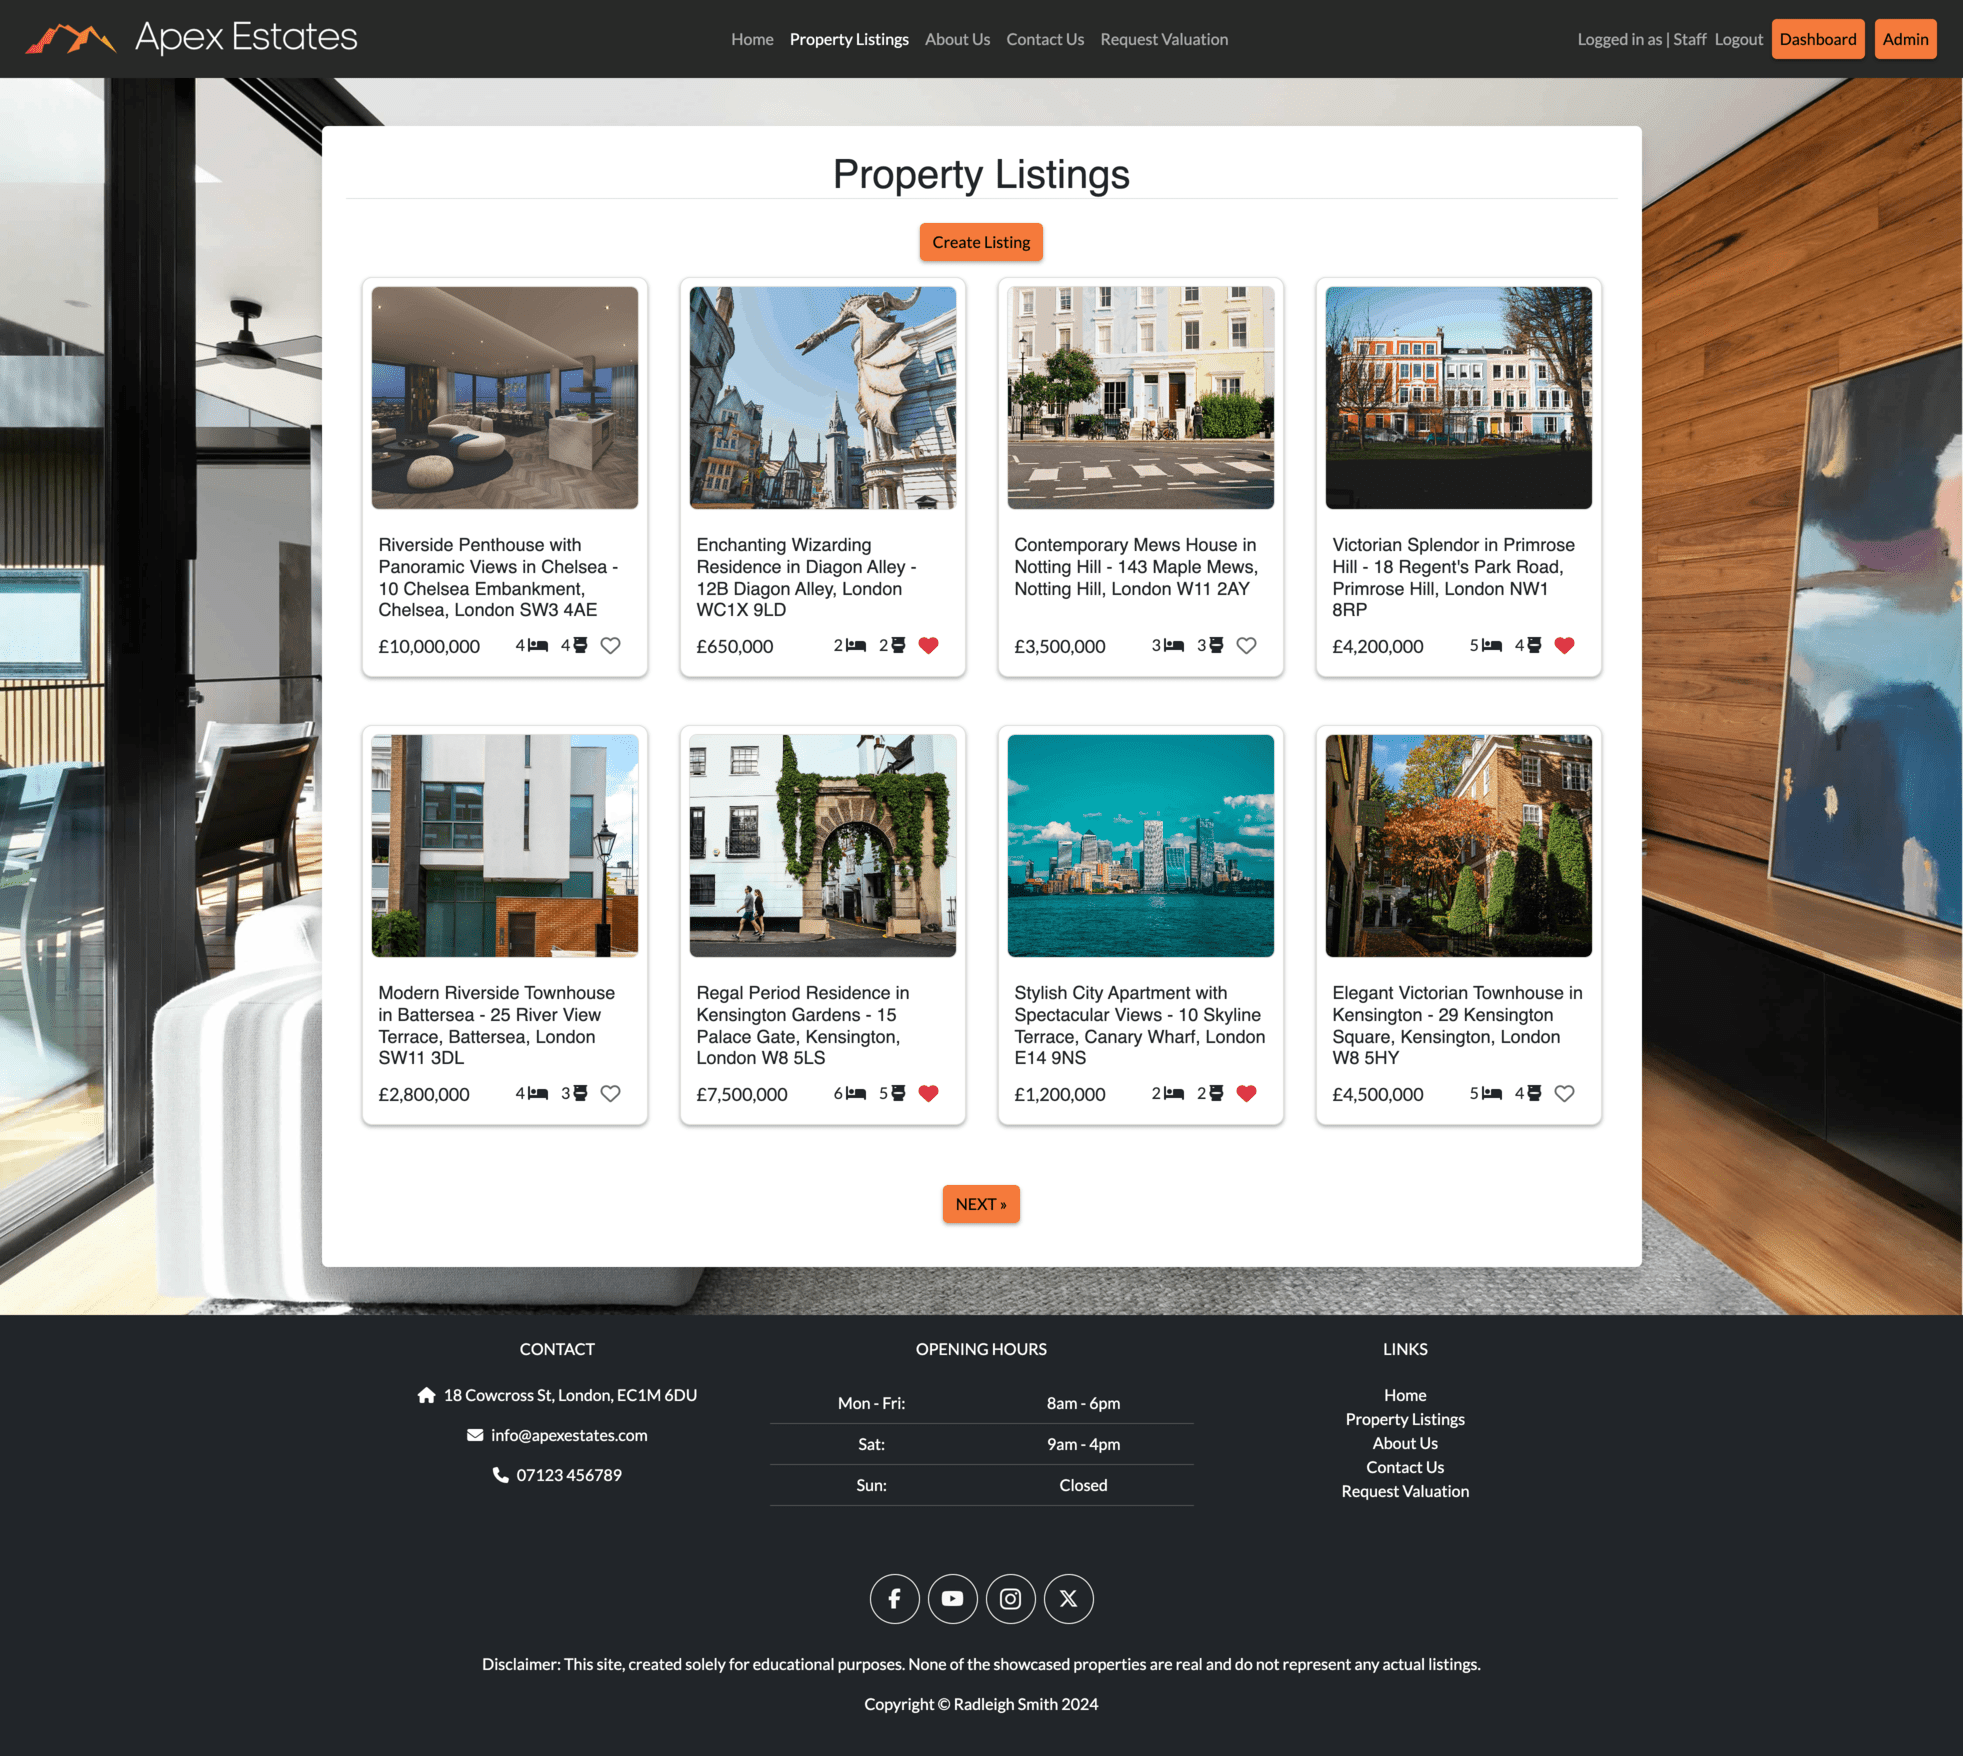 Apex Estates
Home Property Listings About Us Contact Us Request Valuation
Logged in as | Staff Logout Dashboard Admin
Property Listings
Create Listing
Riverside Penthouse with
Panoramic Views in Chelsea -
10 Chelsea Embankment,
Chelsea, London SW3 4AE
£10,000,000 4 4
Enchanting Wizarding
Residence in Diagon Alley -
12B Diagon Alley, London
WC1X 9LD
£650,000 2 2
Contemporary Mews House in
Notting Hill - 143 Maple Mews,
Notting Hill, London W11 2AY
£3,500,000 3 3
Victorian Splendor in Primrose
Hill - 18 Regent's Park Road,
Primrose Hill, London NW1
8RP
£4,200,000 5 4
Modern Riverside Townhouse
in Battersea - 25 River View
Terrace, Battersea, London
SW11 3DL
£2,800,000 4 3
Regal Period Residence in
Kensington Gardens - 15
Palace Gate, Kensington,
London W8 5LS
£7,500,000 6 5
Stylish City Apartment with
Spectacular Views - 10 Skyline
Terrace, Canary Wharf, London
E14 9NS
£1,200,000 2 2
Elegant Victorian Townhouse in
Kensington - 29 Kensington
Square, Kensington, London
W8 5HY
£4,500,000 5 4
NEXT »
CONTACT
18 Cowcross St, London, EC1M 6DU
info@apexestates.com
07123 456789
OPENING HOURS
Mon - Fri: 8am - 6pm
Sat: 9am - 4pm
Sun: Closed
LINKS
Home
Property Listings
About Us
Contact Us
Request Valuation
Disclaimer: This site, created solely for educational purposes. None of the showcased properties are real and do not represent any actual listings.
Copyright © Radleigh Smith 2024